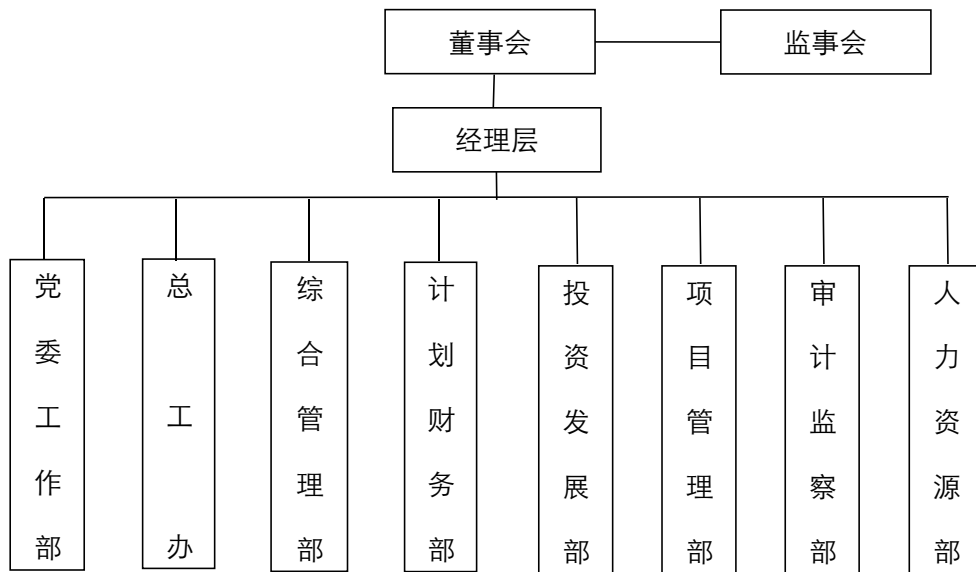 董事会
监事会
经理层
党委工作部
总工办
综合管理部
计划财务部
投资发展部
项目管理部
审计监察部
人力资源部